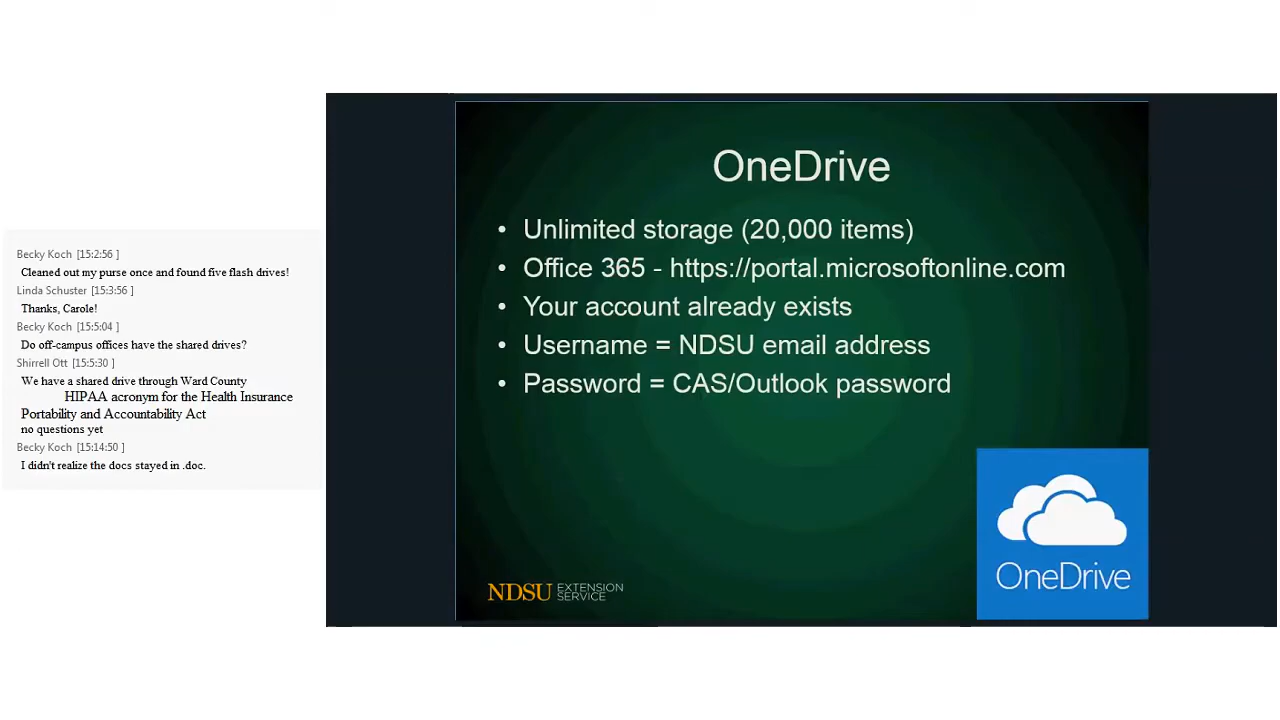 Becky Koch [15:2:56 ]
Cleaned out my purse once and found five flash drives!
Linda Schuster [15:3:56 ]
Thanks, Carole!
Becky Koch [15:5:04 ]
Do off-campus offices have the shared drives?
Shirrell Ott [15:5:30 ]
We have a shared drive through Ward County
HIPAA acronym for the Health Insurance
Portability and Accountability Act
no questions yet
Becky Koch [15:14:50 ]
I didn't realize the docs stayed in .doc.
OneDrive
• Unlimited storage (20,000 items)
• Office 365 - https://portal.microsoftonline.com
• Your account already exists
• Username = NDSU email address
• Password = CAS/Outlook password
NDSU EXTENSION
SERVICE
OneDrive